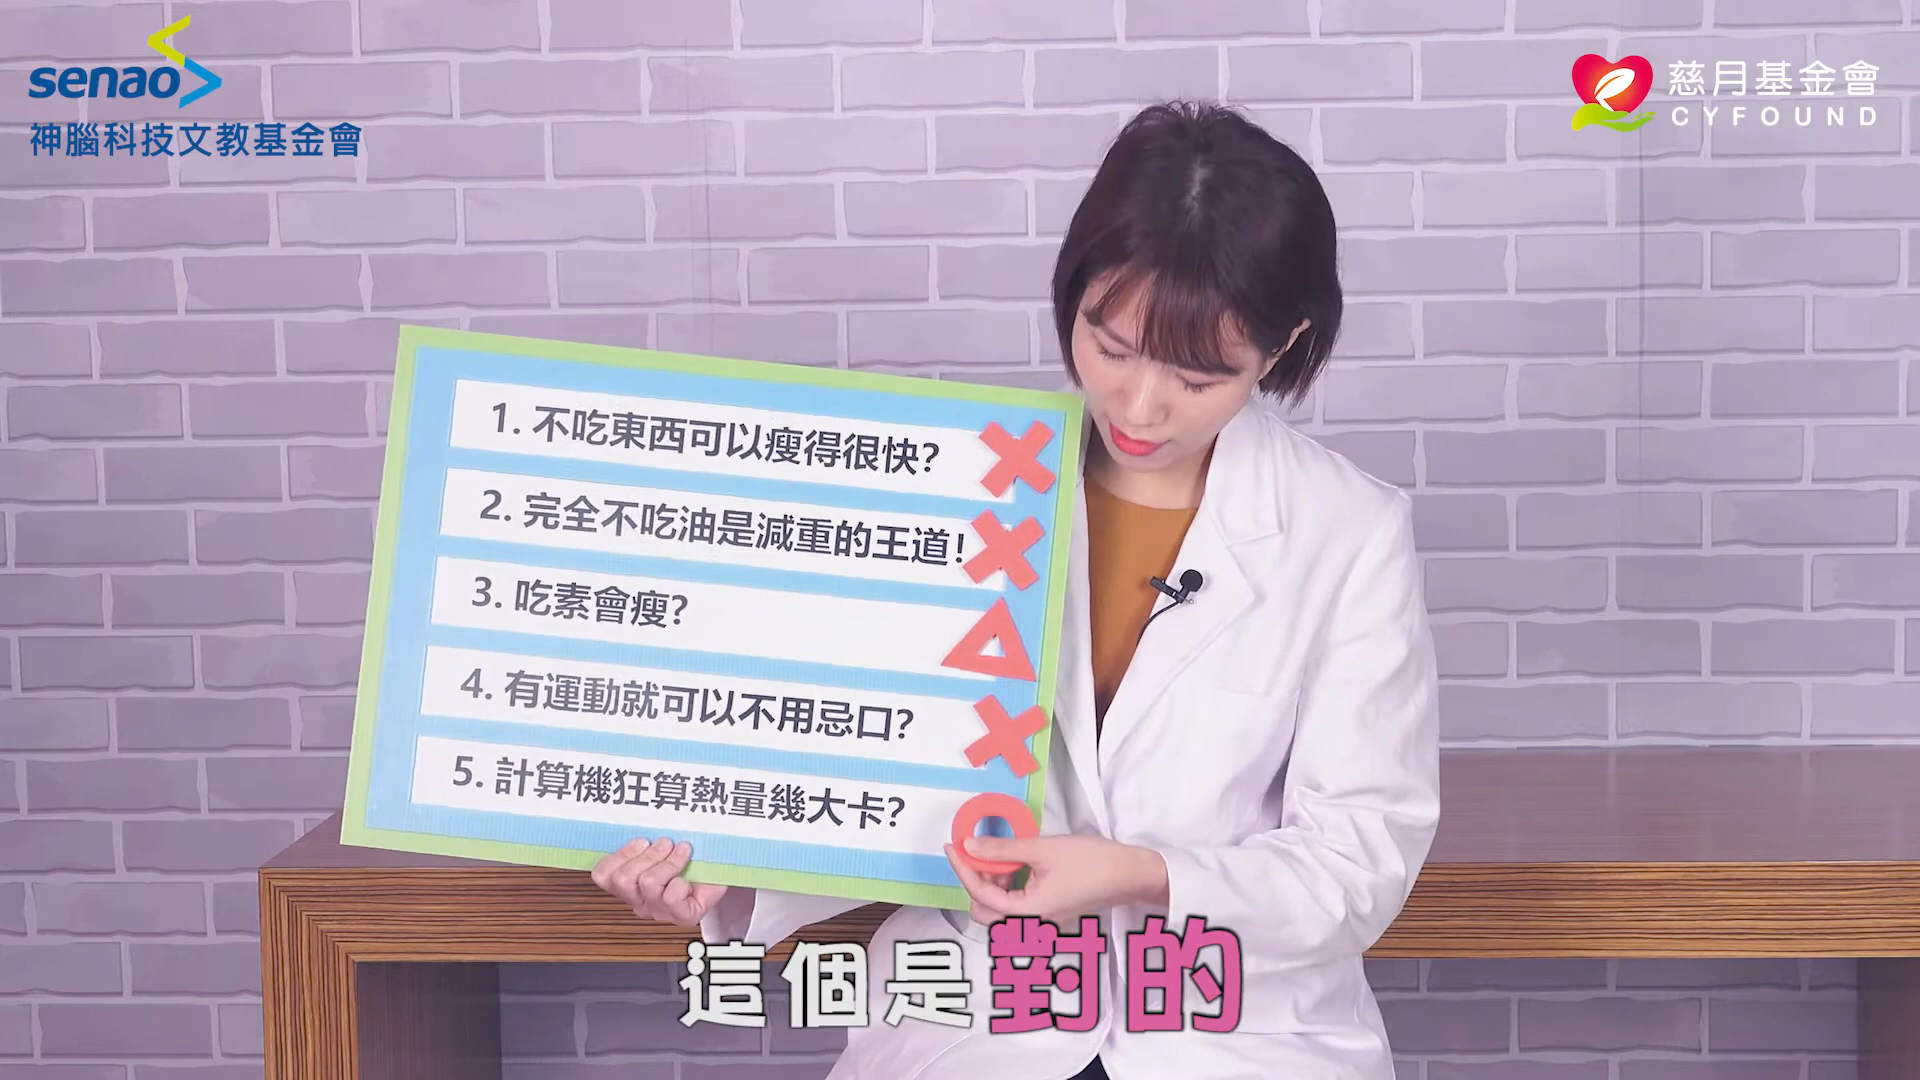 senao
神腦科技文教基金會
慈月基金會
CYFOUND
1. 不吃東西可以瘦得很快?
2. 完全不吃油是減重的王道!
3. 吃素會瘦?
4. 有運動就可以不用忌口?
5. 計算機狂算熱量幾大卡?
這個是對的